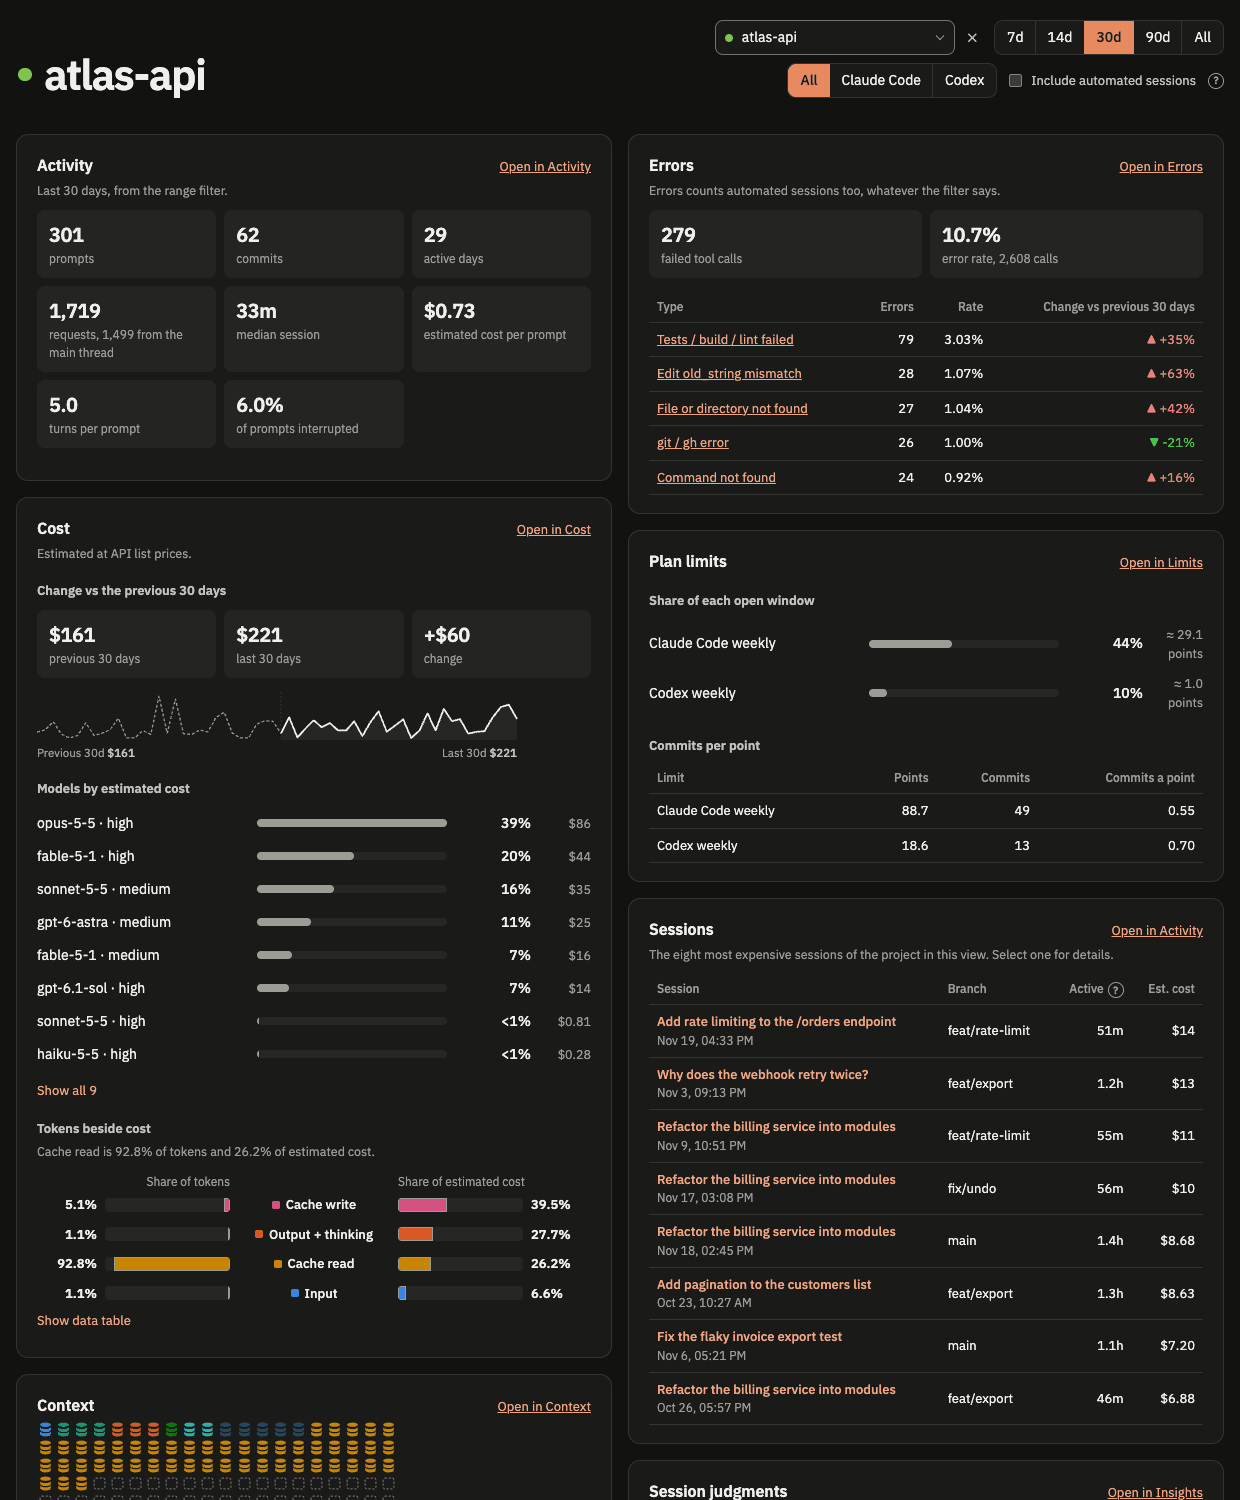 atlas-api
atlas-api
×
7d 14d 30d 90d All
All Claude Code Codex
Include automated sessions ?
Activity
Open in Activity
Last 30 days, from the range filter.
301
prompts
62
commits
29
active days
1,719
requests, 1,499 from the
main thread
33m
median session
$0.73
estimated cost per prompt
5.0
turns per prompt
6.0%
of prompts interrupted
Cost
Open in Cost
Estimated at API list prices.
Change vs the previous 30 days
$161
previous 30 days
$221
last 30 days
+$60
change
Previous 30d $161
Last 30d $221
Models by estimated cost
opus-5-5 · high 39% $86
fable-5-1 · high 20% $44
sonnet-5-5 · medium 16% $35
gpt-6-astra · medium 11% $25
fable-5-1 · medium 7% $16
gpt-6.1-sol · high 7% $14
sonnet-5-5 · high <1% $0.81
haiku-5-5 · high <1% $0.28
Show all 9
Tokens beside cost
Cache read is 92.8% of tokens and 26.2% of estimated cost.
Share of tokens Share of estimated cost
5.1% Cache write 39.5%
1.1% Output + thinking 27.7%
92.8% Cache read 26.2%
1.1% Input 6.6%
Show data table
Context
Open in Context
Errors
Open in Errors
Errors counts automated sessions too, whatever the filter says.
279
failed tool calls
10.7%
error rate, 2,608 calls
Type Errors Rate Change vs previous 30 days
Tests / build / lint failed 79 3.03% ▲ +35%
Edit old_string mismatch 28 1.07% ▲ +63%
File or directory not found 27 1.04% ▲ +42%
git / gh error 26 1.00% ▼ -21%
Command not found 24 0.92% ▲ +16%
Plan limits
Open in Limits
Share of each open window
Claude Code weekly 44% ≈ 29.1
points
Codex weekly 10% ≈ 1.0
points
Commits per point
Limit Points Commits Commits a point
Claude Code weekly 88.7 49 0.55
Codex weekly 18.6 13 0.70
Sessions
Open in Activity
The eight most expensive sessions of the project in this view. Select one for details.
Session Branch Active ? Est. cost
Add rate limiting to the /orders endpoint
Nov 19, 04:33 PM
feat/rate-limit 51m $14
Why does the webhook retry twice?
Nov 3, 09:13 PM
feat/export 1.2h $13
Refactor the billing service into modules
Nov 9, 10:51 PM
feat/rate-limit 55m $11
Refactor the billing service into modules
Nov 17, 03:08 PM
fix/undo 56m $10
Refactor the billing service into modules
Nov 18, 02:45 PM
main 1.4h $8.68
Add pagination to the customers list
Oct 23, 10:27 AM
feat/export 1.3h $8.63
Fix the flaky invoice export test
Nov 6, 05:21 PM
main 1.1h $7.20
Refactor the billing service into modules
Oct 26, 05:57 PM
feat/export 46m $6.88
Session judgments
Open in Insights